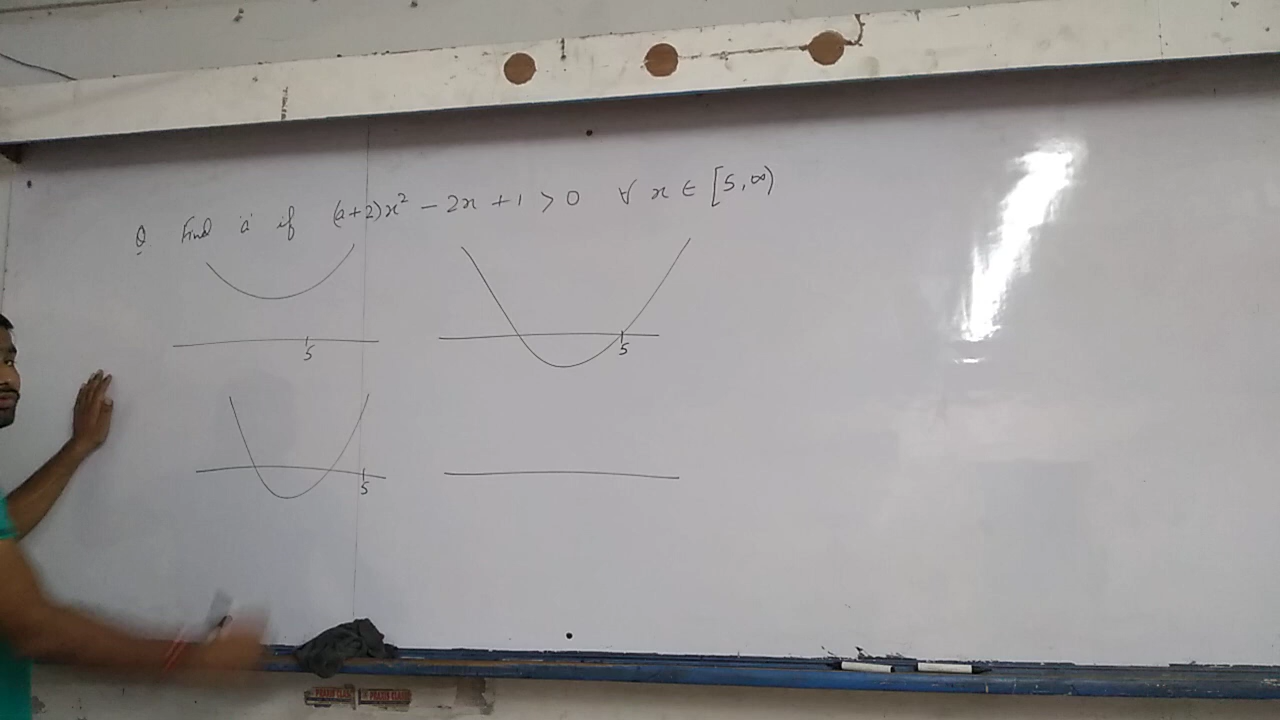 Q Find 'a' if (a+2)x² - 2x + 1 > 0 ∀ x ∈ [5,∞)
5
5
5